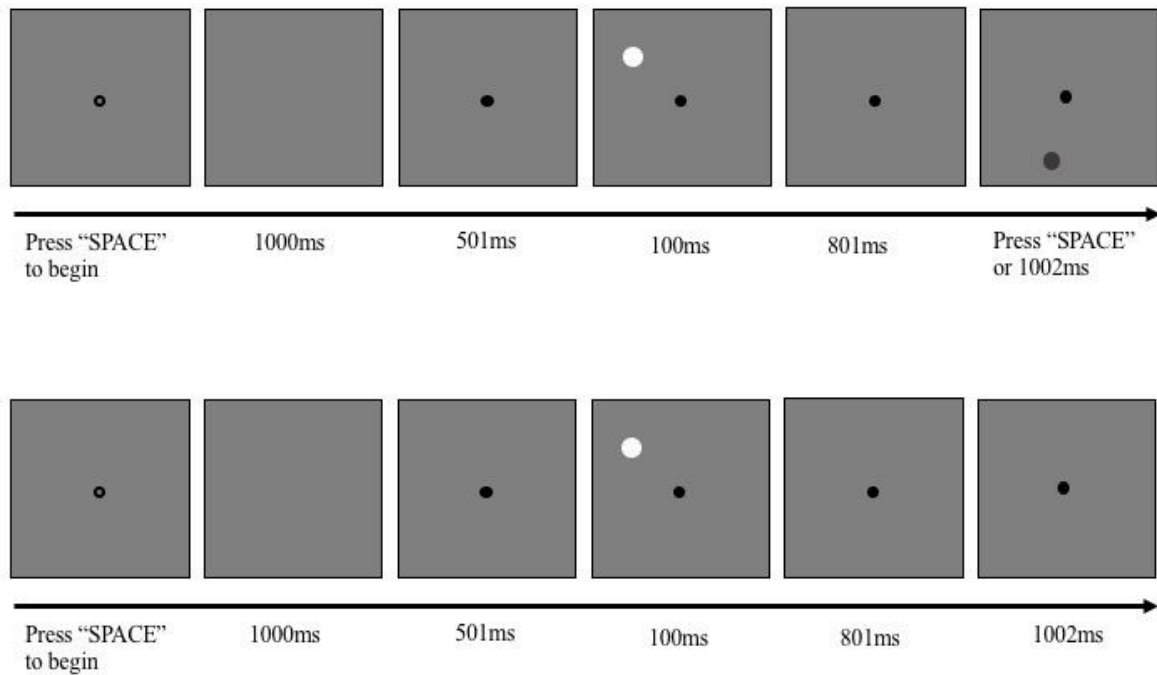 Press “SPACE”
to begin
1000ms
501ms
100ms
801ms
Press “SPACE”
or 1002ms
Press “SPACE”
to begin
1000ms
501ms
100ms
801ms
1002ms